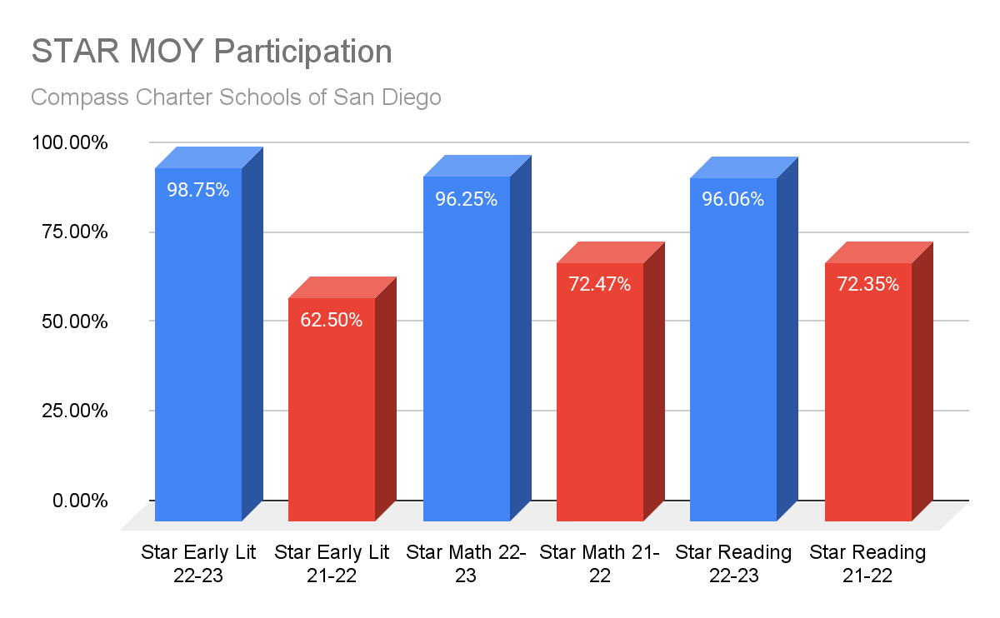 STAR MOY Participation
Compass Charter Schools of San Diego
100.00%
75.00%
50.00%
25.00%
0.00%
98.75%
62.50%
96.25%
72.47%
96.06%
72.35%
Star Early Lit
22-23
Star Early Lit
21-22
Star Math 22-
23
Star Math 21-
22
Star Reading
22-23
Star Reading
21-22